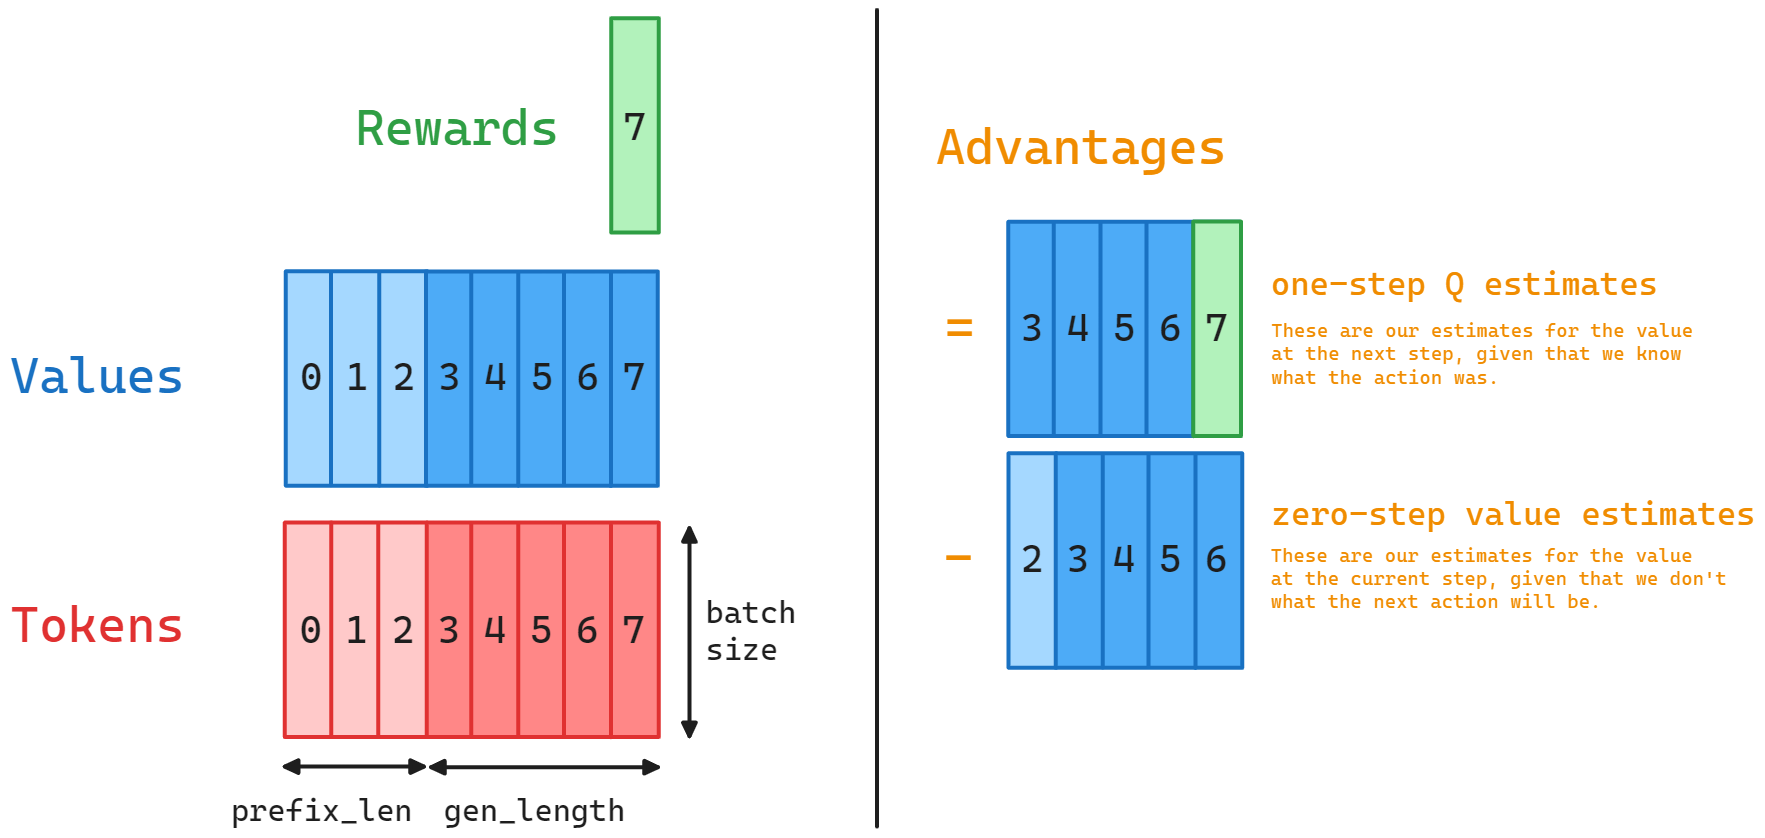 Rewards
7
Values
0 1 2 3 4 5 6 7
Tokens
0 1 2 3 4 5 6 7
batch
size
prefix_len gen_length
Advantages
=
3 4 5 6 7
one-step Q estimates
These are our estimates for the value
at the next step, given that we know
what the action was.
-
2 3 4 5 6
zero-step value estimates
These are our estimates for the value
at the current step, given that we don't
what the next action will be.